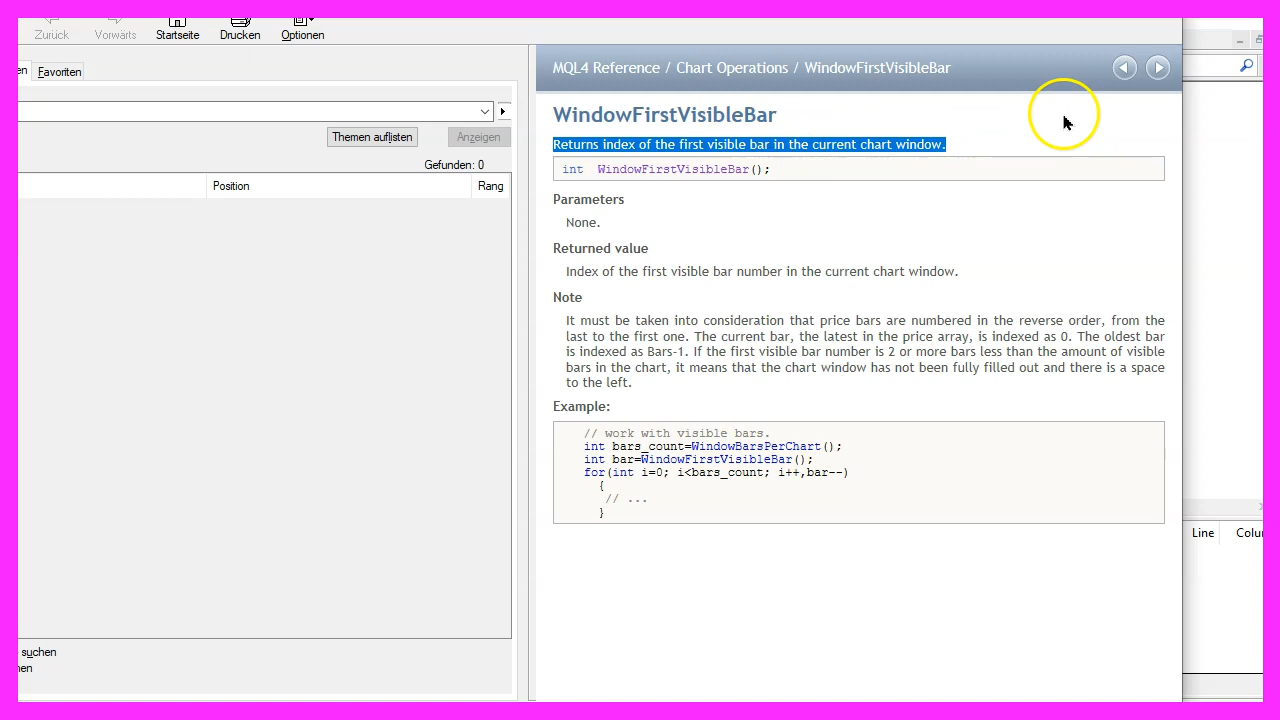 Zurück Vorwärts Startseite Drucken Optionen
en Favoriten
Themen auflisten Anzeigen
Gefunden: 0
Position Rang
suchen
nen
MQL4 Reference / Chart Operations / WindowFirstVisibleBar
WindowFirstVisibleBar
Returns index of the first visible bar in the current chart window.
int WindowFirstVisibleBar();
Parameters
None.
Returned value
Index of the first visible bar number in the current chart window.
Note
It must be taken into consideration that price bars are numbered in the reverse order, from the
last to the first one. The current bar, the latest in the price array, is indexed as 0. The oldest bar
is indexed as Bars-1. If the first visible bar number is 2 or more bars less than the amount of visible
bars in the chart, it means that the chart window has not been fully filled out and there is a space
to the left.
Example:
// work with visible bars.
int bars_count=WindowBarsPerChart();
int bar=WindowFirstVisibleBar();
for(int i=0; i<bars_count; i++,bar--)
{
// ...
}
Line Colu